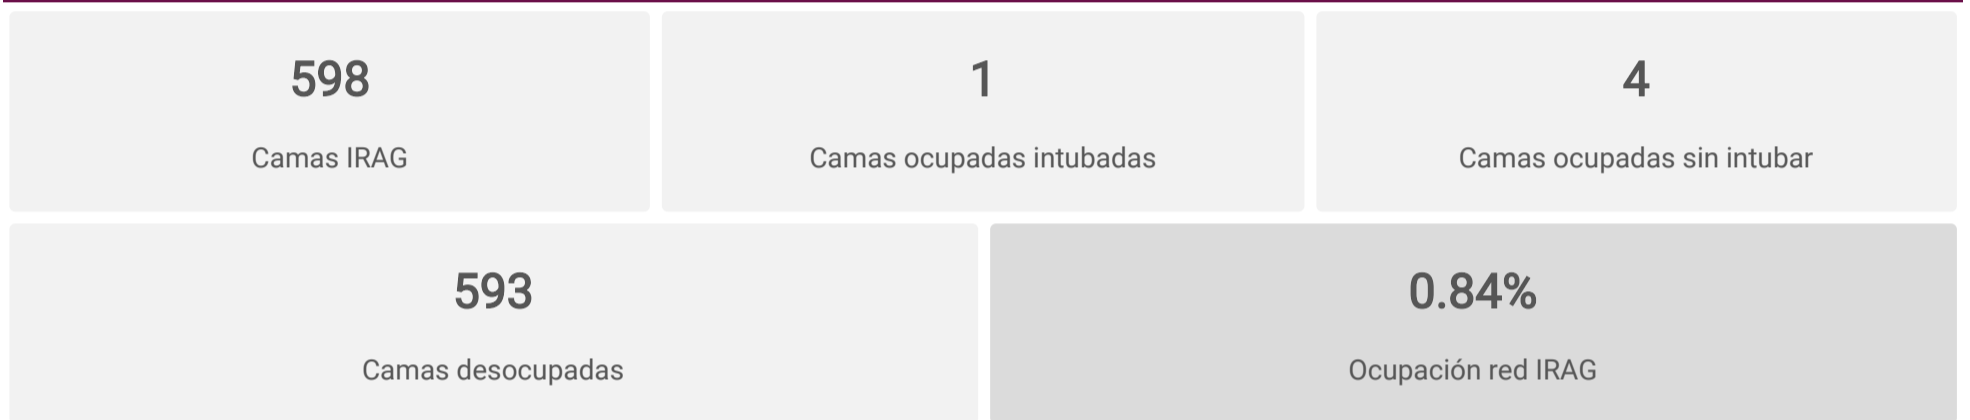 598
Camas IRAG
1
Camas ocupadas intubadas
4
Camas ocupadas sin intubar
593
Camas desocupadas
0.84%
Ocupación red IRAG